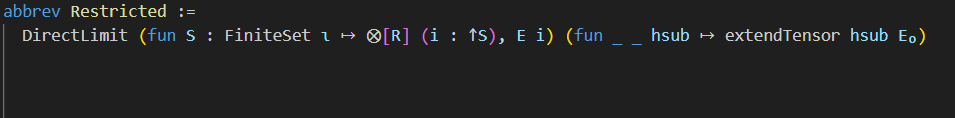 abbrev Restricted :=
DirectLimit (fun S : FiniteSet ι ↦ ⨂[R] (i : ↑S), E i) (fun _ _ hsub ↦ extendTensor hsub E₀)